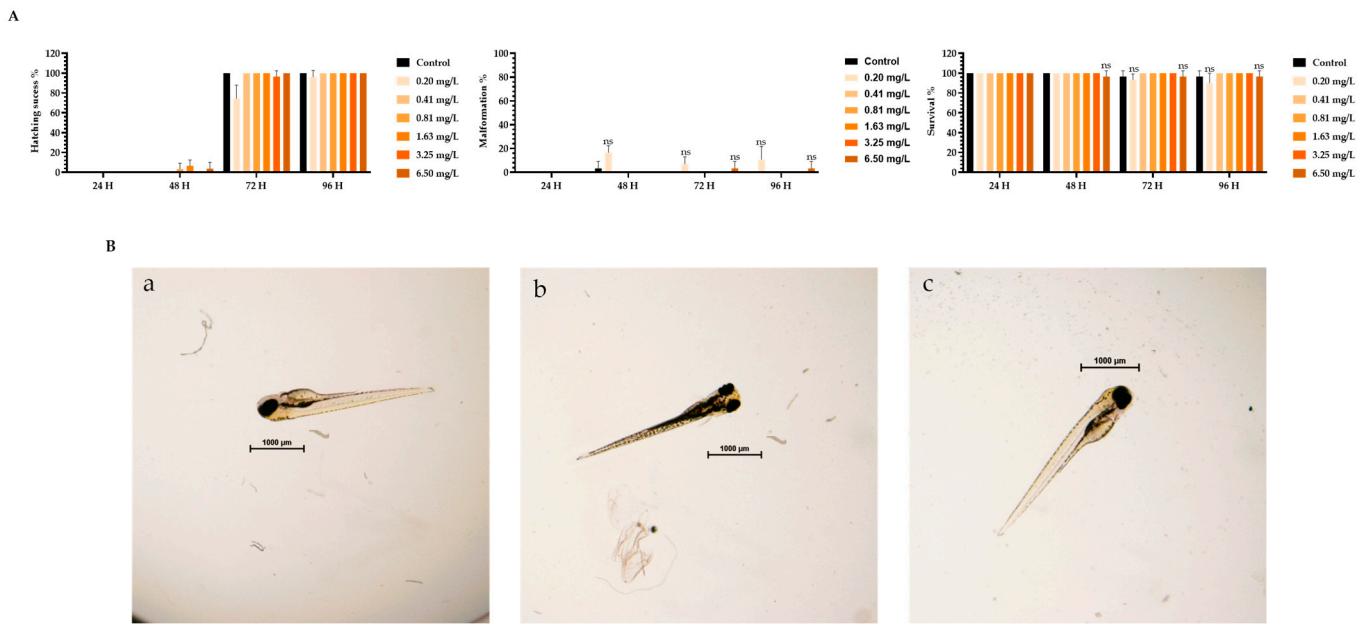 A
Hatching sucess %
120
100
80
60
40
20
0
24 H 48 H 72 H 96 H
Control
0.20 mg/L
0.41 mg/L
0.81 mg/L
1.63 mg/L
3.25 mg/L
6.50 mg/L
Malformation %
100
80
60
40
20
0
ns ns ns ns ns
24 H 48 H 72 H 96 H
Control
0.20 mg/L
0.41 mg/L
0.81 mg/L
1.63 mg/L
3.25 mg/L
6.50 mg/L
Survival %
120
100
80
60
40
20
0
ns ns ns ns ns
24 H 48 H 72 H 96 H
Control
0.20 mg/L
0.41 mg/L
0.81 mg/L
1.63 mg/L
3.25 mg/L
6.50 mg/L
B
a
1000 µm
b
1000 µm
c
1000 µm